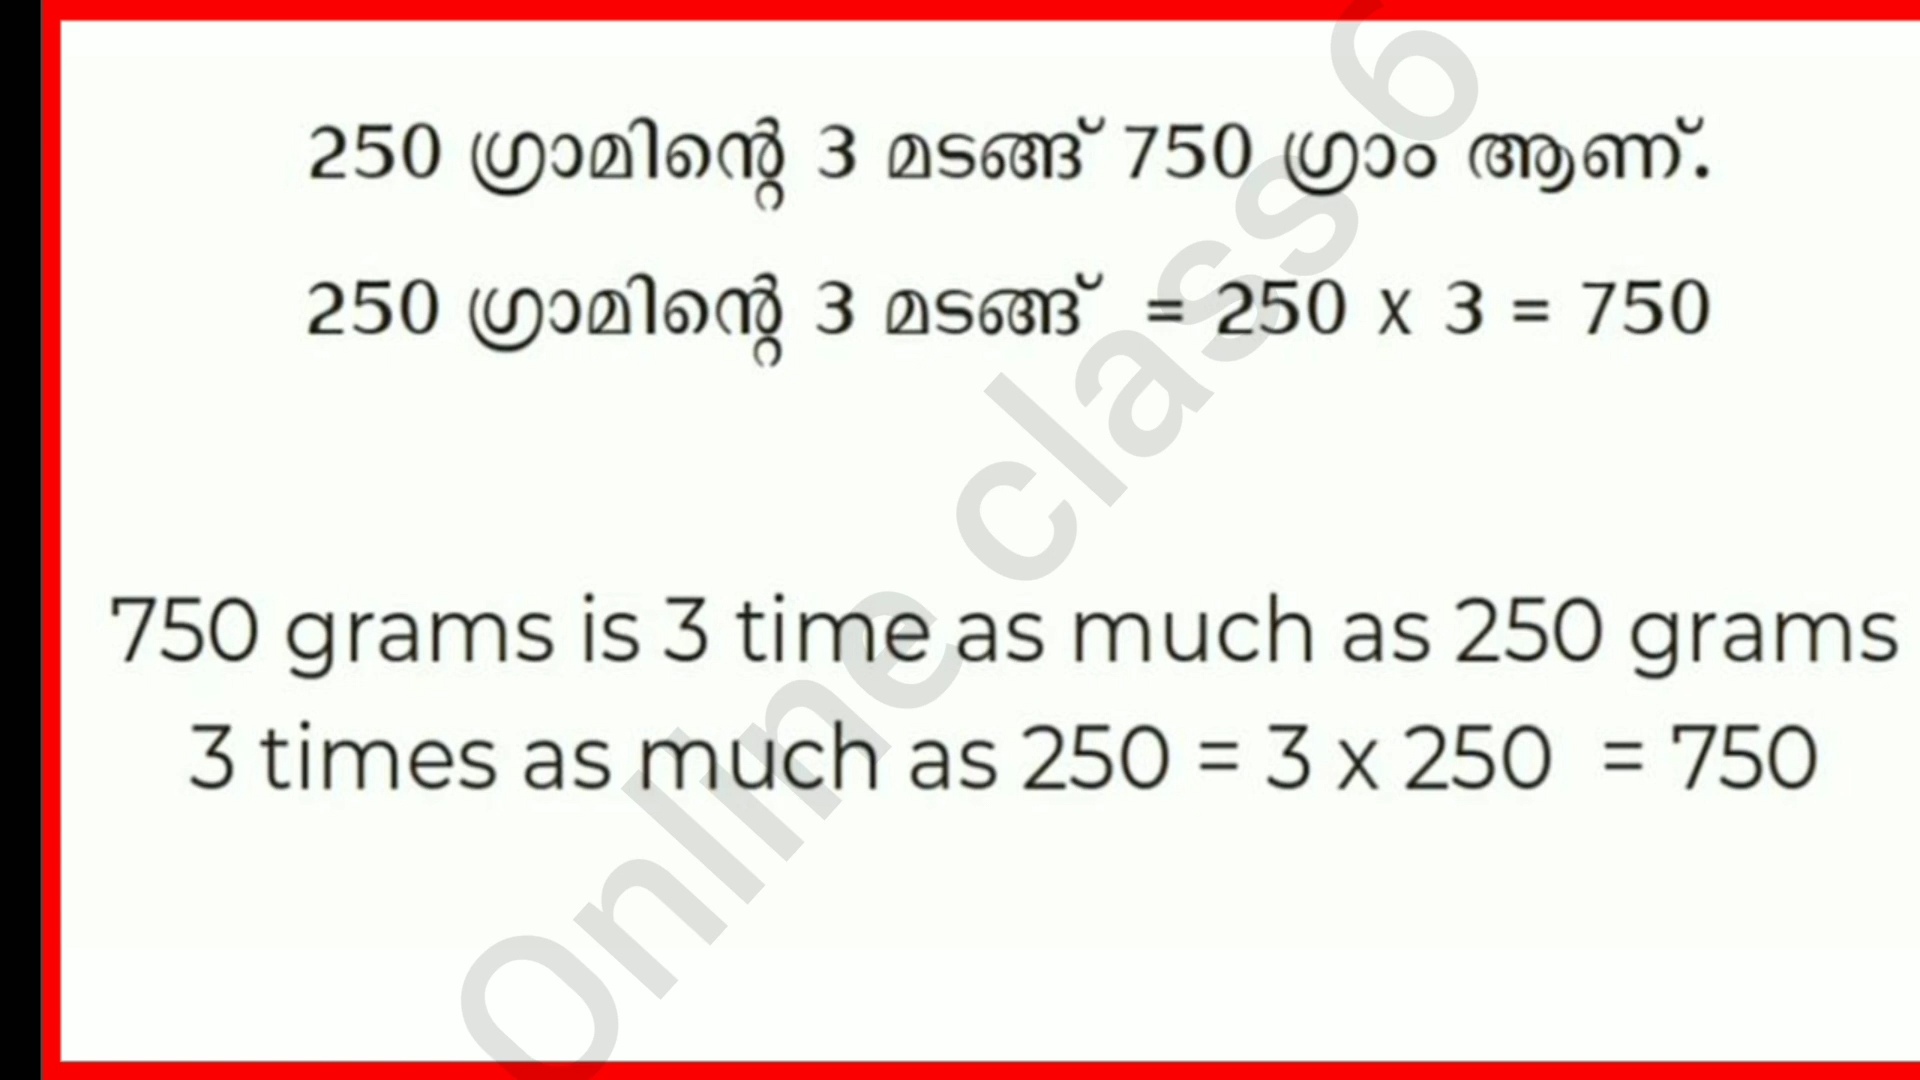 250 ഗ്രാമിന്റെ 3 മടങ്ങ് 750 ഗ്രാം ആണ്.
250 ഗ്രാമിന്റെ 3 മടങ്ങ് = 250 x 3 = 750
750 grams is 3 time as much as 250 grams
3 times as much as 250 = 3 x 250 = 750
Online class 6